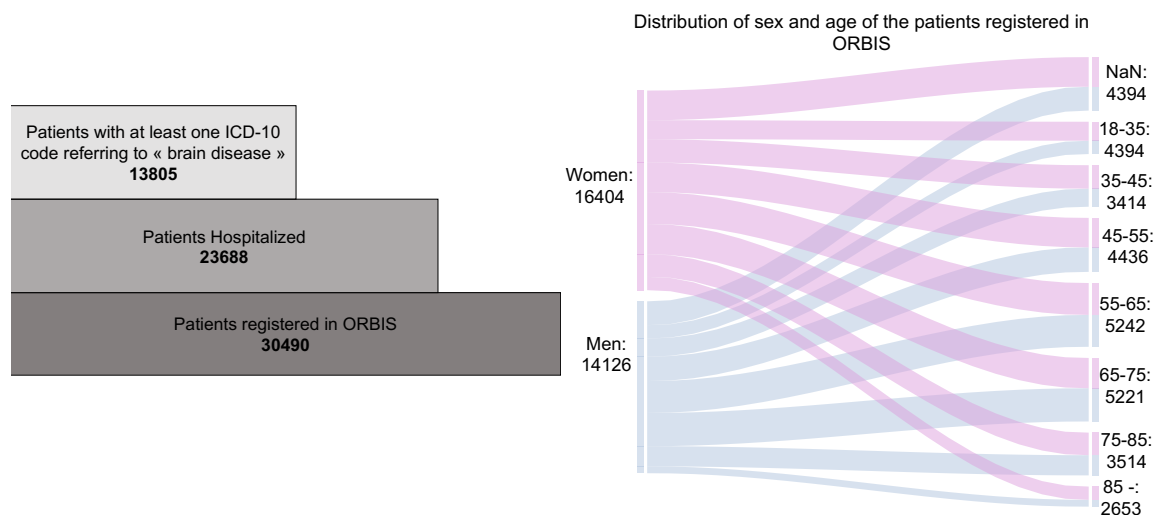 Patients with at least one ICD-10
code referring to « brain disease »
13805
Patients Hospitalized
23688
Patients registered in ORBIS
30490
Distribution of sex and age of the patients registered in
ORBIS
Women:
16404
Men:
14126
NaN:
4394
18-35:
4394
35-45:
3414
45-55:
4436
55-65:
5242
65-75:
5221
75-85:
3514
85 -:
2653